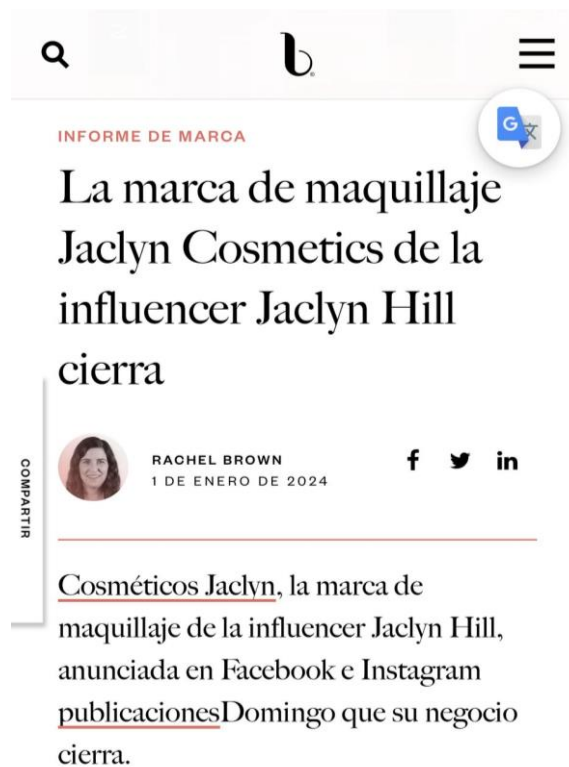 b
INFORME DE MARCA
G 文
La marca de maquillaje
Jaclyn Cosmetics de la
influencer Jaclyn Hill
cierra
RACHEL BROWN
1 DE ENERO DE 2024
f in
COMPARTIR
Cosméticos Jaclyn, la marca de
maquillaje de la influencer Jaclyn Hill,
anunciada en Facebook e Instagram
publicacionesDomingo que su negocio
cierra.